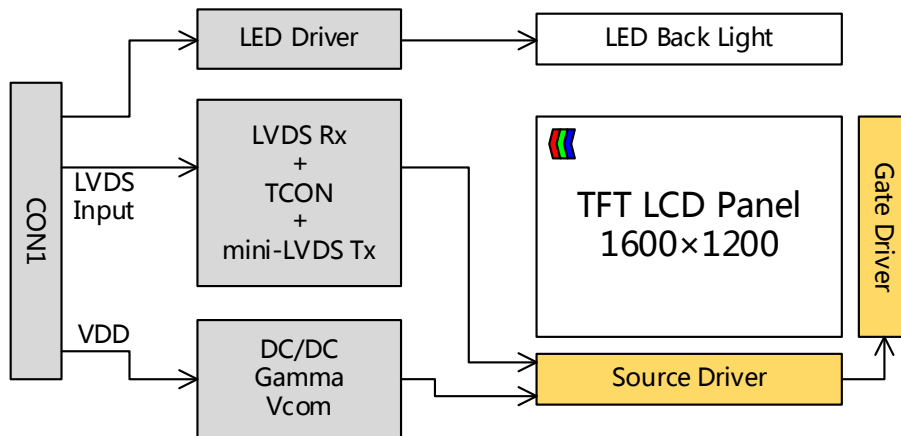 LED Driver
LED Back Light
CON1
LVDS
Input
LVDS Rx
+
TCON
+
mini-LVDS Tx
TFT LCD Panel
1600×1200
Gate Driver
VDD
DC/DC
Gamma
Vcom
Source Driver